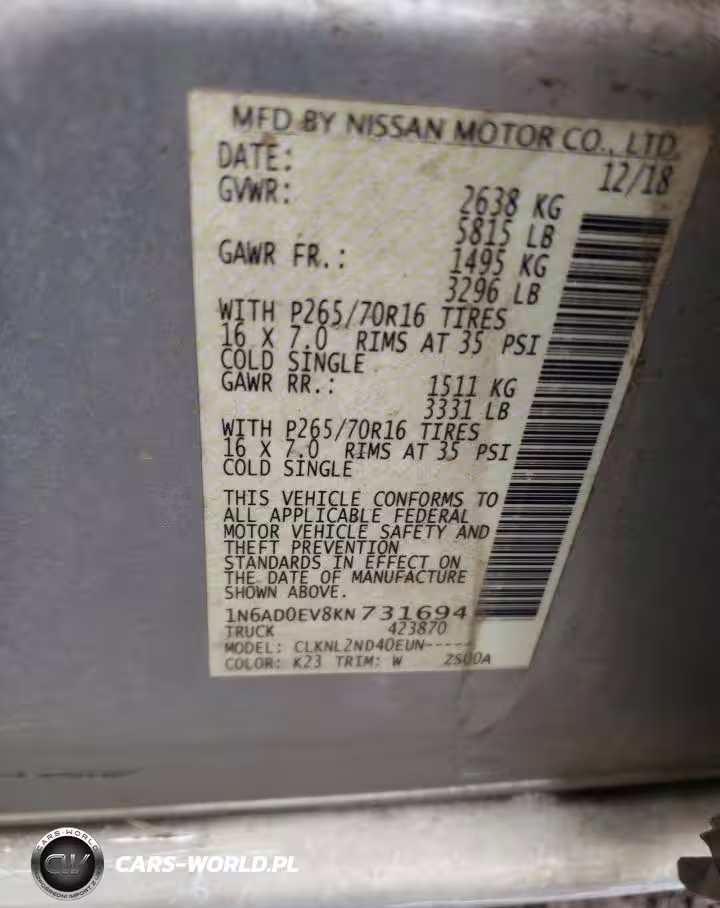 MFD BY NISSAN MOTOR CO., LTD.
DATE: 12/18
GVWR: 2638 KG
5815 LB
GAWR FR.: 1495 KG
3296 LB
WITH P265/70R16 TIRES
16 X 7.0 RIMS AT 35 PSI
COLD SINGLE
GAWR RR.: 1511 KG
3331 LB
WITH P265/70R16 TIRES
16 X 7.0 RIMS AT 35 PSI
COLD SINGLE
THIS VEHICLE CONFORMS TO
ALL APPLICABLE FEDERAL
MOTOR VEHICLE SAFETY AND
THEFT PREVENTION
STANDARDS IN EFFECT ON
THE DATE OF MANUFACTURE
SHOWN ABOVE.
1N6AD0EV8KN731694
TRUCK 423870
MODEL: CLKNL2ND40EUN-----
COLOR: K23 TRIM: W 2S00A
CARS-WORLD
CW
CARS-WORLD.PL